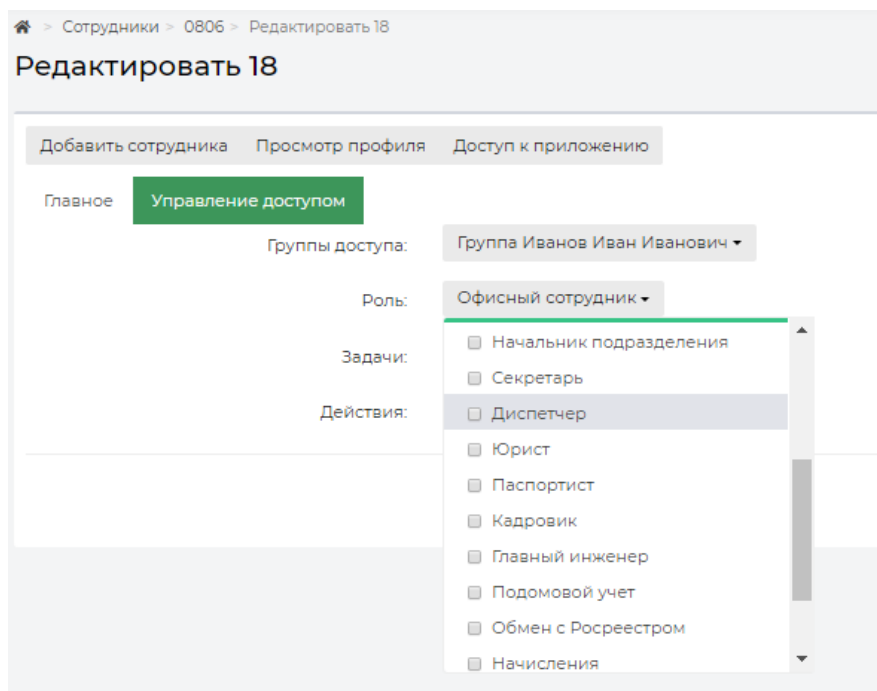 > Сотрудники > 0806 > Редактировать 18
Редактировать 18
Добавить сотрудника Просмотр профиля Доступ к приложению
Главное Управление доступом
Группы доступа: Группа Иванов Иван Иванович
Роль: Офисный сотрудник
Начальник подразделения
Задачи:
Секретарь
Действия: Диспетчер
Юрист
Паспортист
Кадровик
Главный инженер
Подомовой учет
Обмен с Росреестром
Начисления